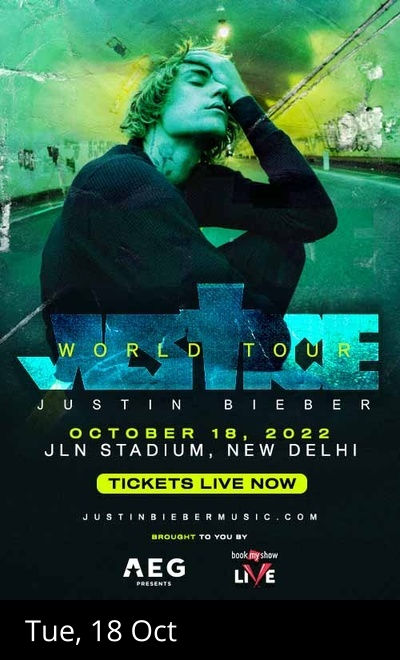 JUSTICE
WORLD TOUR
JUSTIN BIEBER
OCTOBER 18, 2022
JLN STADIUM, NEW DELHI
TICKETS LIVE NOW
JUSTINBIEBERMUSIC.COM
BROUGHT TO YOU BY
AEG
PRESENTS
book my show
LIVE
Tue, 18 Oct